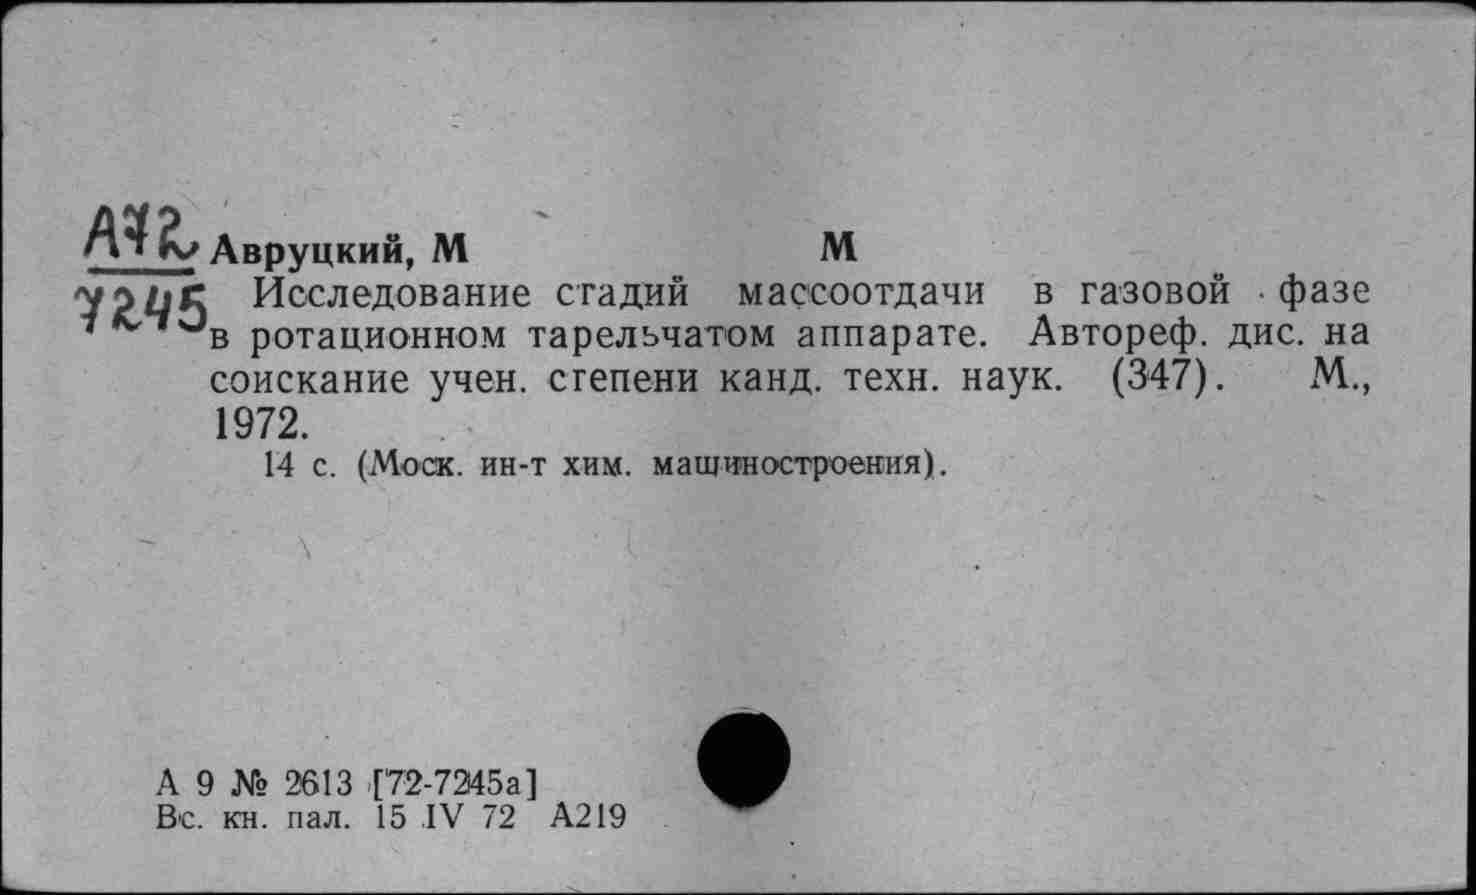 А72
7245
Авруцкий, М М
Исследование стадий массоотдачи в газовой фазе
в ротационном тарельчатом аппарате. Автореф. дис. на
соискание учен. степени канд. техн. наук. (347). М.,
1972.
14 с. (Моск. ин-т хим. машиностроения).
А 9 № 2613 [72-7245а]
Вс. кн. пал. 15 IV 72 А219